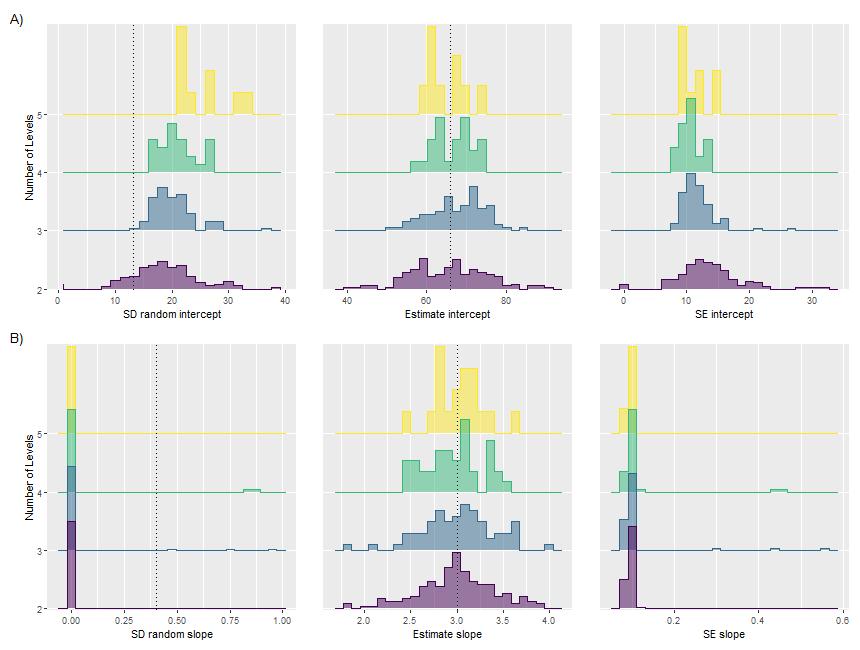 A)
Number of Levels
5
4
3
2
0 10 20 30 40
SD random intercept
40 60 80
Estimate intercept
0 10 20 30
SE intercept
B)
Number of Levels
5
4
3
2
0.00 0.25 0.50 0.75 1.00
SD random slope
2.0 2.5 3.0 3.5 4.0
Estimate slope
0.2 0.4 0.6
SE slope